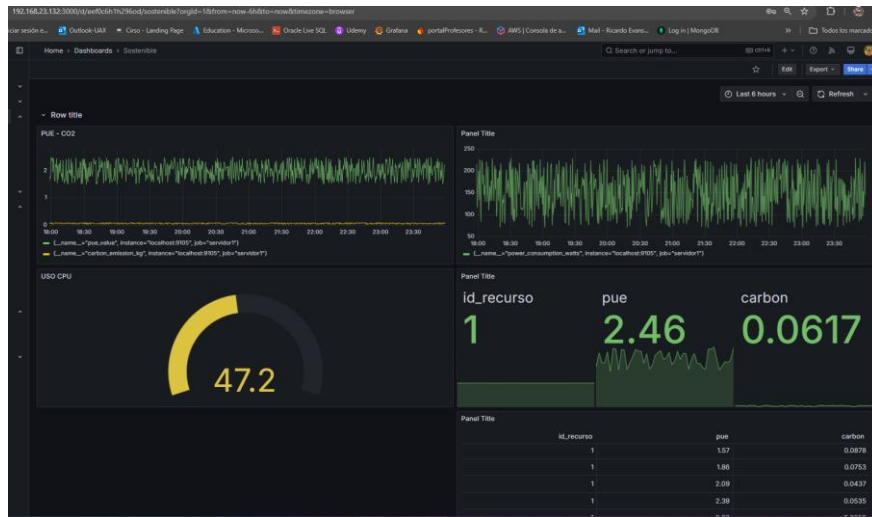 192.168.23.132:3000/d/eef0c6h1h296od/sostenible?orgId=1&from=now-6h&to=now&timezone=browser
ciar sesión e... Outlook-UAX Cirso - Landing Page Education - Microso... Oracle Live SQL Udemy Grafana portalProfesores - R... AWS | Consola de a... Mail - Ricardo Evans... Log in | MongoDB Todos los marcado
Home › Dashboards › Sostenible Search or jump to... ctrl+k
Edit Export Share
Last 6 hours Refresh
Row title
PUE - CO2
2
1
0
18:00 18:30 19:00 19:30 20:00 20:30 21:00 21:30 22:00 22:30 23:00 23:30
{__name__="pue_value", instance="localhost:9105", job="servidor1"}
{__name__="carbon_emission_kg", instance="localhost:9105", job="servidor1"}
Panel Title
250
200
150
100
50
18:00 18:30 19:00 19:30 20:00 20:30 21:00 21:30 22:00 22:30 23:00 23:30
{__name__="power_consumption_watts", instance="localhost:9105", job="servidor1"}
USO CPU
47.2
Panel Title
id_recurso pue carbon
1 2.46 0.0617
Panel Title
id_recurso pue carbon
1 1.57 0.0878
1 1.86 0.0753
1 2.09 0.0437
1 2.39 0.0535